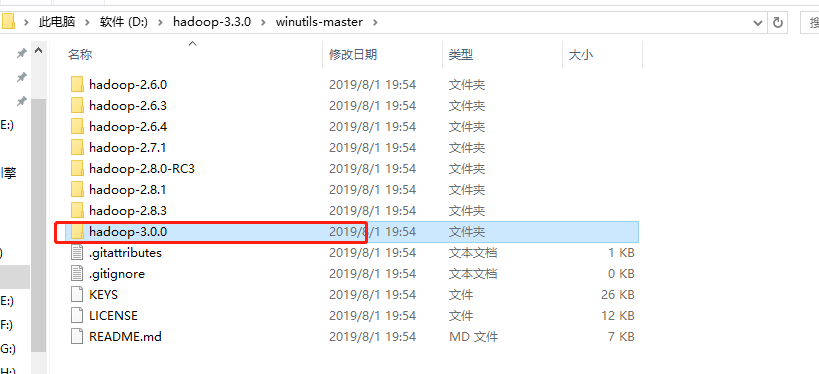 此电脑 > 软件 (D:) > hadoop-3.3.0 > winutils-master >
名称 修改日期 类型 大小
hadoop-2.6.0 2019/8/1 19:54 文件夹
hadoop-2.6.3 2019/8/1 19:54 文件夹
hadoop-2.6.4 2019/8/1 19:54 文件夹
E:)
hadoop-2.7.1 2019/8/1 19:54 文件夹
hadoop-2.8.0-RC3 2019/8/1 19:54 文件夹
擎
hadoop-2.8.1 2019/8/1 19:54 文件夹
hadoop-2.8.3 2019/8/1 19:54 文件夹
hadoop-3.0.0 2019/8/1 19:54 文件夹
)
.gitattributes 2019/8/1 19:54 文本文档 1 KB
.gitignore 2019/8/1 19:54 文本文档 0 KB
E:)
KEYS 2019/8/1 19:54 文件 26 KB
F:)
LICENSE 2019/8/1 19:54 文件 12 KB
G:)
README.md 2019/8/1 19:54 MD 文件 7 KB
H:)